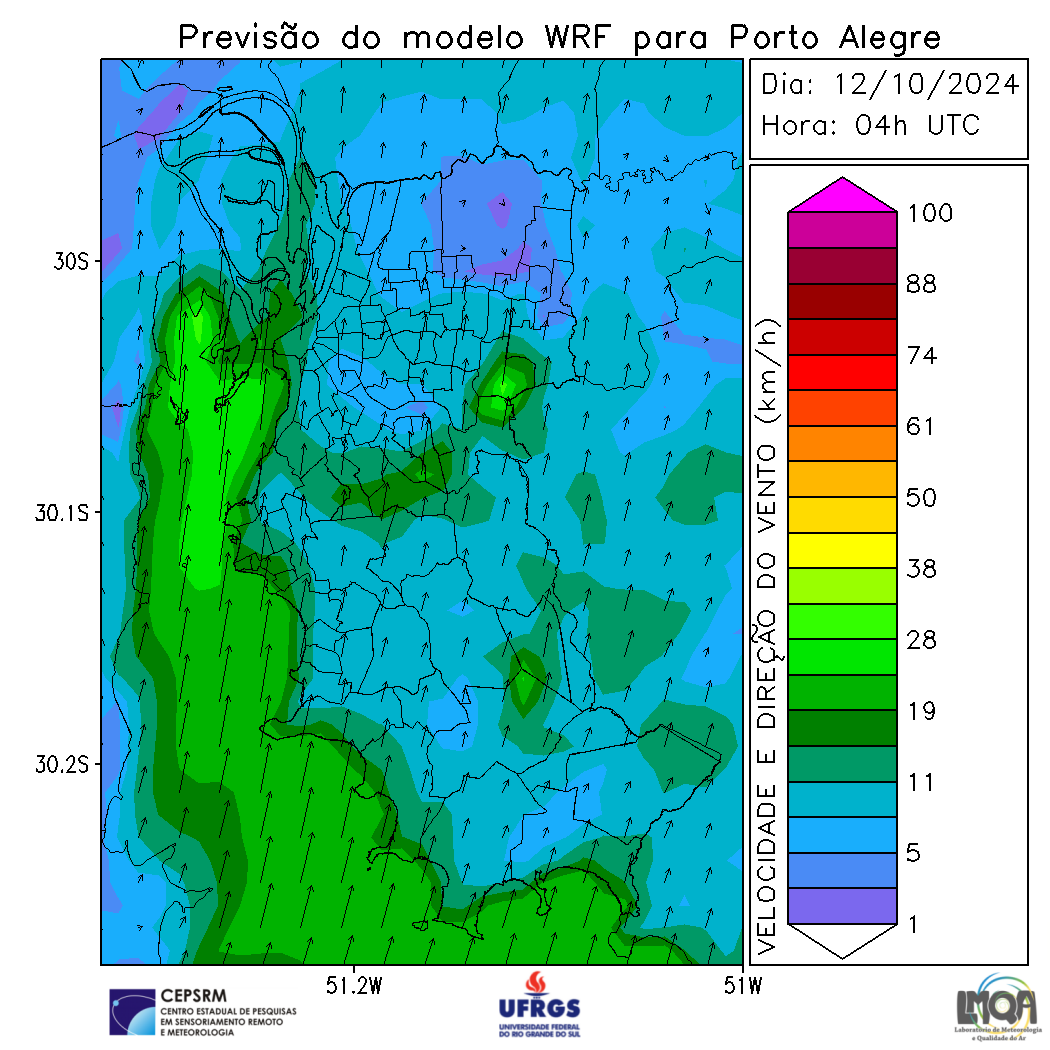 Previsão do modelo WRF para Porto Alegre
Dia: 12/10/2024
Hora: 04h UTC
30S
30.1S
30.2S
51.2W
51W
VELOCIDADE E DIREÇÃO DO VENTO (km/h)
100
88
74
61
50
38
28
19
11
5
1
CEPSRM
CENTRO ESTADUAL DE PESQUISAS
EM SENSORIAMENTO REMOTO
E METEOROLOGIA
UFRGS
UNIVERSIDADE FEDERAL
DO RIO GRANDE DO SUL
LMQA
Laboratório de Meteorologia
e Qualidade do Ar